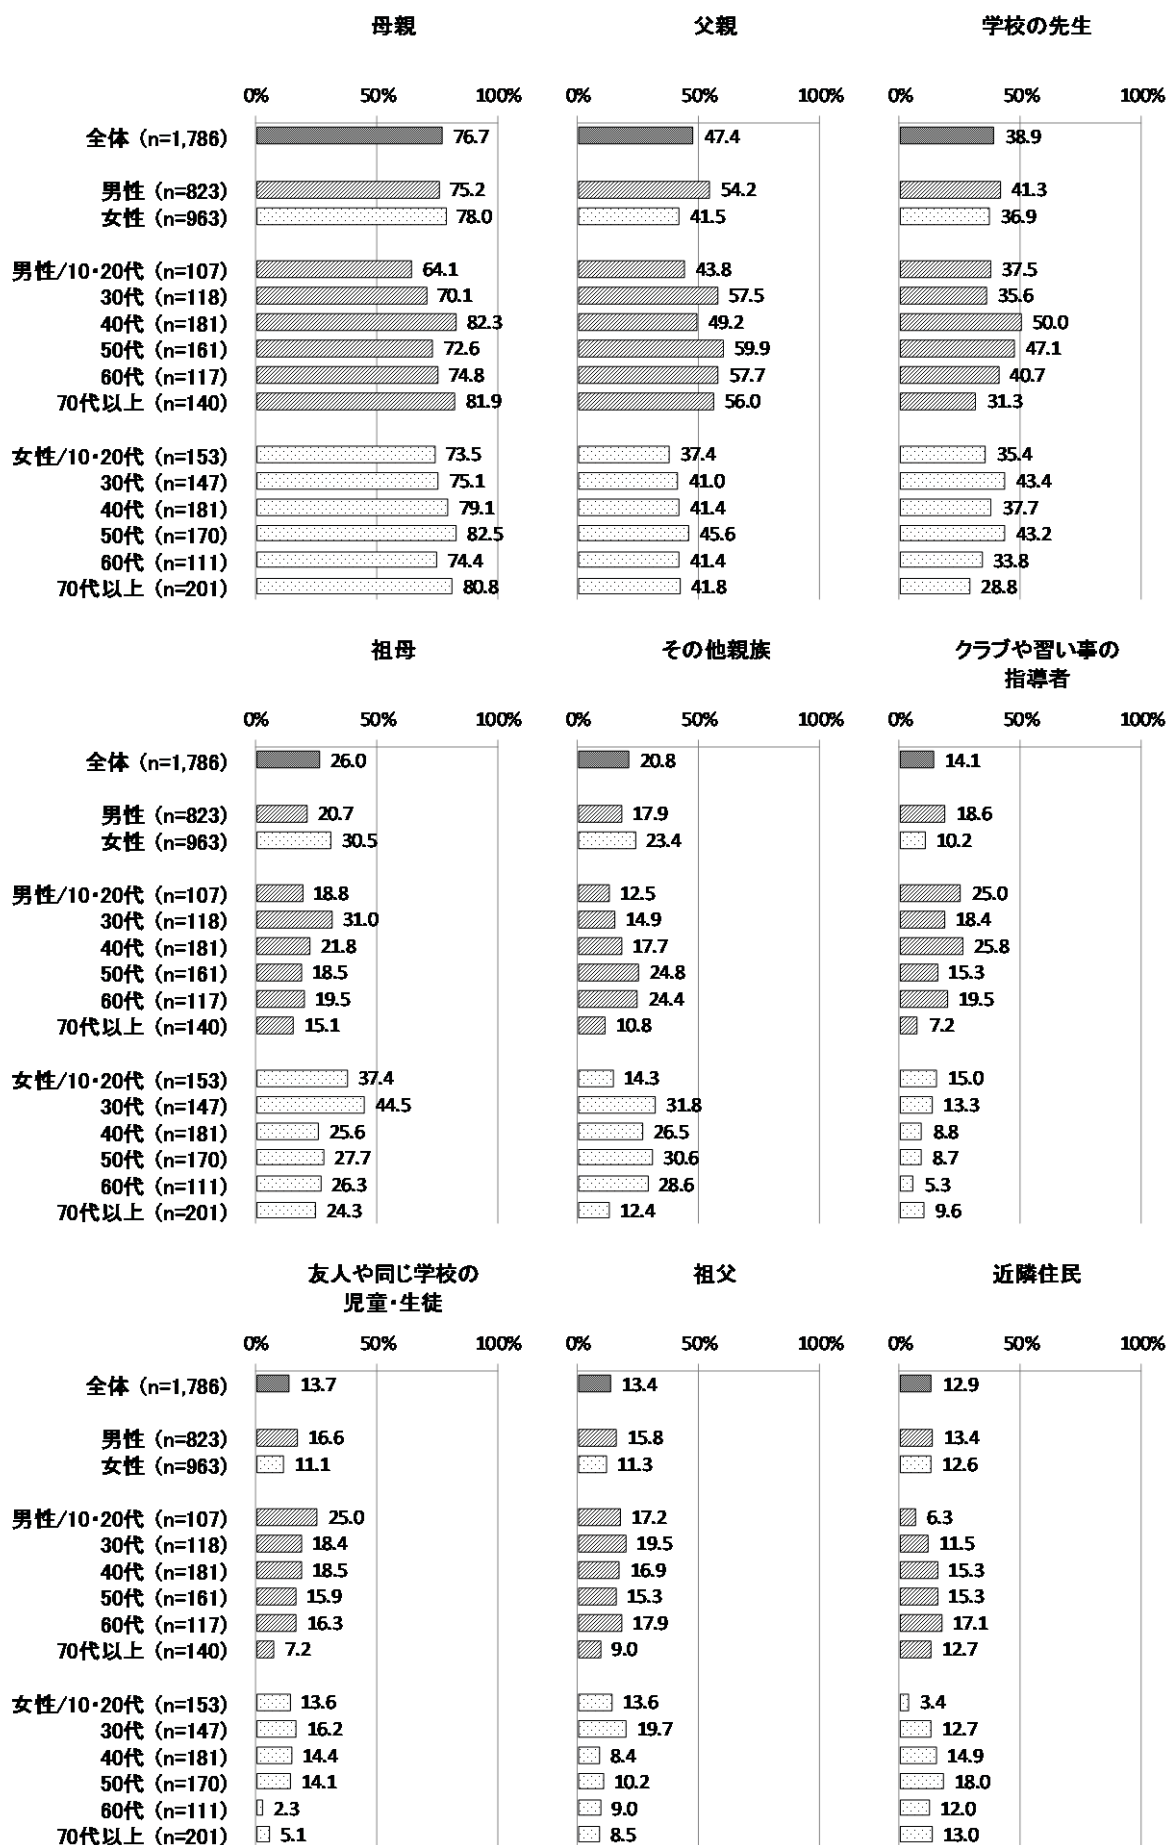 母親 父親 学校の先生
0% 50% 100% 0% 50% 100% 0% 50% 100%
全体 (n=1,786) 76.7 47.4 38.9
男性 (n=823) 75.2 54.2 41.3
女性 (n=963) 78.0 41.5 36.9
男性/10・20代 (n=107) 64.1 43.8 37.5
30代 (n=118) 70.1 57.5 35.6
40代 (n=181) 82.3 49.2 50.0
50代 (n=161) 72.6 59.9 47.1
60代 (n=117) 74.8 57.7 40.7
70代以上 (n=140) 81.9 56.0 31.3
女性/10・20代 (n=153) 73.5 37.4 35.4
30代 (n=147) 75.1 41.0 43.4
40代 (n=181) 79.1 41.4 37.7
50代 (n=170) 82.5 45.6 43.2
60代 (n=111) 74.4 41.4 33.8
70代以上 (n=201) 80.8 41.8 28.8
祖母 その他親族 クラブや習い事の
指導者
0% 50% 100% 0% 50% 100% 0% 50% 100%
全体 (n=1,786) 26.0 20.8 14.1
男性 (n=823) 20.7 17.9 18.6
女性 (n=963) 30.5 23.4 10.2
男性/10・20代 (n=107) 18.8 12.5 25.0
30代 (n=118) 31.0 14.9 18.4
40代 (n=181) 21.8 17.7 25.8
50代 (n=161) 18.5 24.8 15.3
60代 (n=117) 19.5 24.4 19.5
70代以上 (n=140) 15.1 10.8 7.2
女性/10・20代 (n=153) 37.4 14.3 15.0
30代 (n=147) 44.5 31.8 13.3
40代 (n=181) 25.6 26.5 8.8
50代 (n=170) 27.7 30.6 8.7
60代 (n=111) 26.3 28.6 5.3
70代以上 (n=201) 24.3 12.4 9.6
友人や同じ学校の 祖父 近隣住民
児童・生徒
0% 50% 100% 0% 50% 100% 0% 50% 100%
全体 (n=1,786) 13.7 13.4 12.9
男性 (n=823) 16.6 15.8 13.4
女性 (n=963) 11.1 11.3 12.6
男性/10・20代 (n=107) 25.0 17.2 6.3
30代 (n=118) 18.4 19.5 11.5
40代 (n=181) 18.5 16.9 15.3
50代 (n=161) 15.9 15.3 15.3
60代 (n=117) 16.3 17.9 17.1
70代以上 (n=140) 7.2 9.0 12.7
女性/10・20代 (n=153) 13.6 13.6 3.4
30代 (n=147) 16.2 19.7 12.7
40代 (n=181) 14.4 8.4 14.9
50代 (n=170) 14.1 10.2 18.0
60代 (n=111) 2.3 9.0 12.0
70代以上 (n=201) 5.1 8.5 13.0